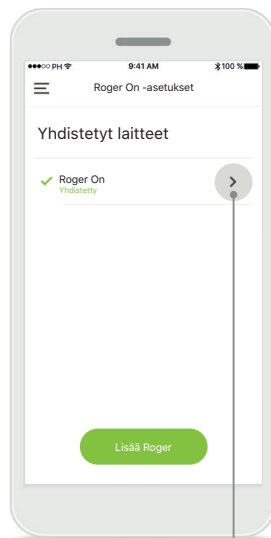 ●●●○○ PH 9:41 AM 100 %
Roger On -asetukset
Yhdistetyt laitteet
Roger On
Yhdistetty
Lisää Roger